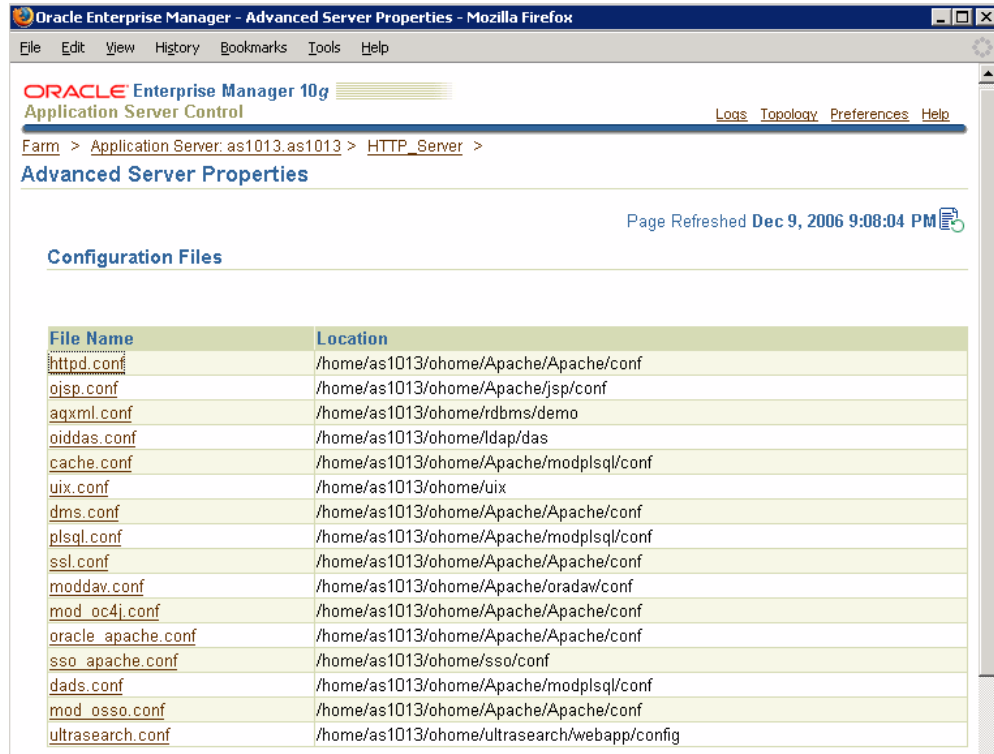 Oracle Enterprise Manager - Advanced Server Properties - Mozilla Firefox
File Edit View History Bookmarks Tools Help
ORACLE Enterprise Manager 10g
Application Server Control
Logs Topology Preferences Help
Farm > Application Server: as1013.as1013 > HTTP_Server >
Advanced Server Properties
Page Refreshed Dec 9, 2006 9:08:04 PM
Configuration Files
File Name Location
httpd.conf /home/as1013/ohome/Apache/Apache/conf
ojsp.conf /home/as1013/ohome/Apache/jsp/conf
aqxml.conf /home/as1013/ohome/rdbms/demo
oiddas.conf /home/as1013/ohome/ldap/das
cache.conf /home/as1013/ohome/Apache/modplsql/conf
uix.conf /home/as1013/ohome/uix
dms.conf /home/as1013/ohome/Apache/Apache/conf
plsql.conf /home/as1013/ohome/Apache/modplsql/conf
ssl.conf /home/as1013/ohome/Apache/Apache/conf
moddav.conf /home/as1013/ohome/Apache/oradav/conf
mod_oc4j.conf /home/as1013/ohome/Apache/Apache/conf
oracle_apache.conf /home/as1013/ohome/Apache/Apache/conf
sso_apache.conf /home/as1013/ohome/sso/conf
dads.conf /home/as1013/ohome/Apache/modplsql/conf
mod_osso.conf /home/as1013/ohome/Apache/Apache/conf
ultrasearch.conf /home/as1013/ohome/ultrasearch/webapp/config